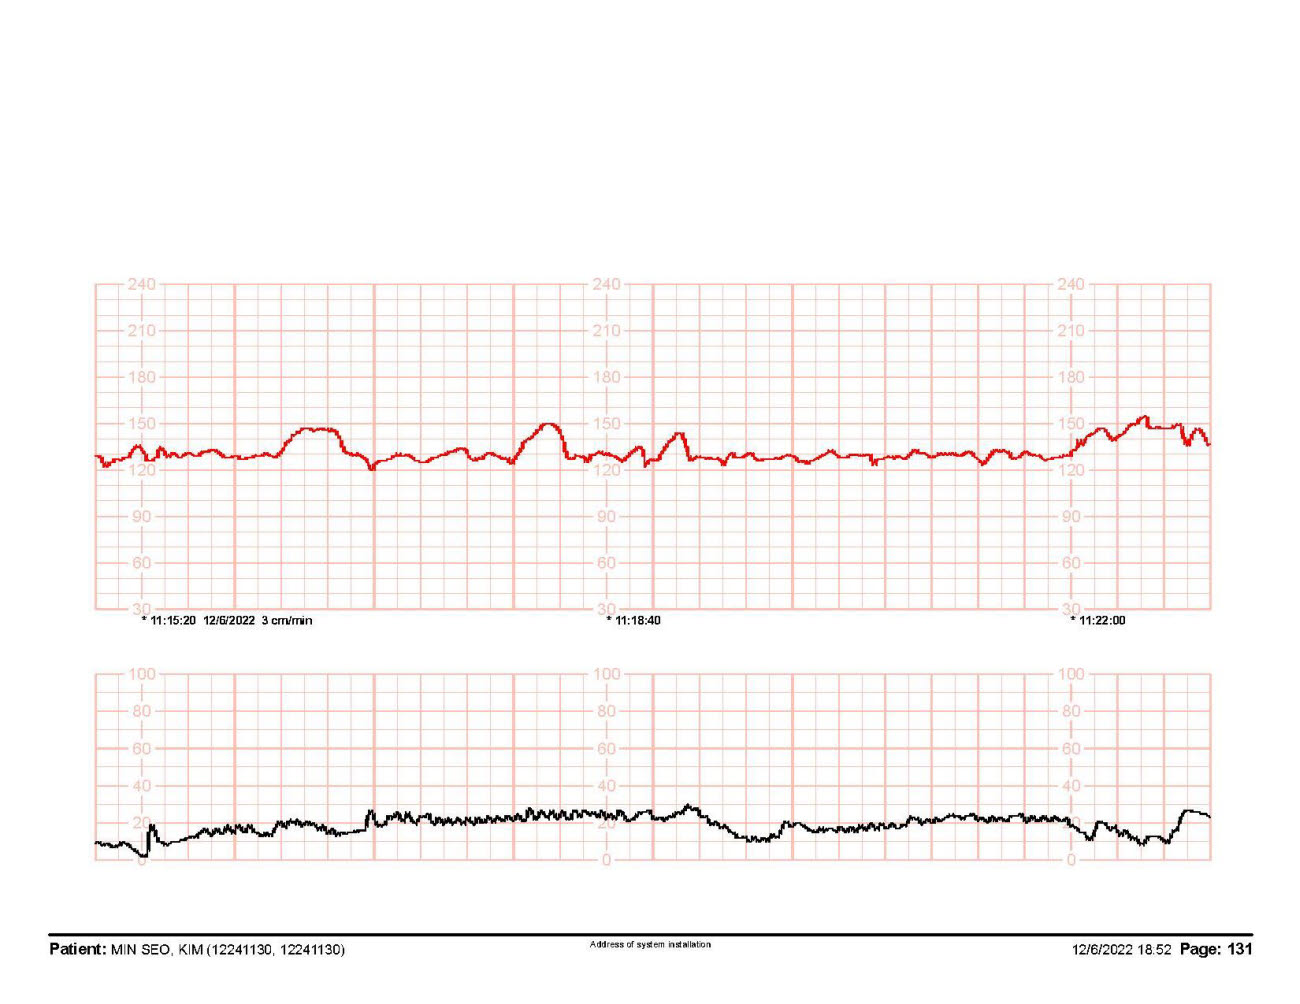 240 240 240
210 210 210
180 180 180
150 150 150
120 120 120
90 90 90
60 60 60
30 30 30
* 11:15:20 12/6/2022 3 cm/min * 11:18:40 * 11:22:00
100 100 100
80 80 80
60 60 60
40 40 40
20 20 20
0 0 0
Patient: MIN SEO, KIM (12241130, 12241130) Address of system installation 12/6/2022 18:52 Page: 131